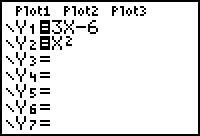 Plot1 Plot2 Plot3
\Y₁=3X-6
\Y₂=X²
\Y₃=
\Y₄=
\Y₅=
\Y₆=
\Y₇=